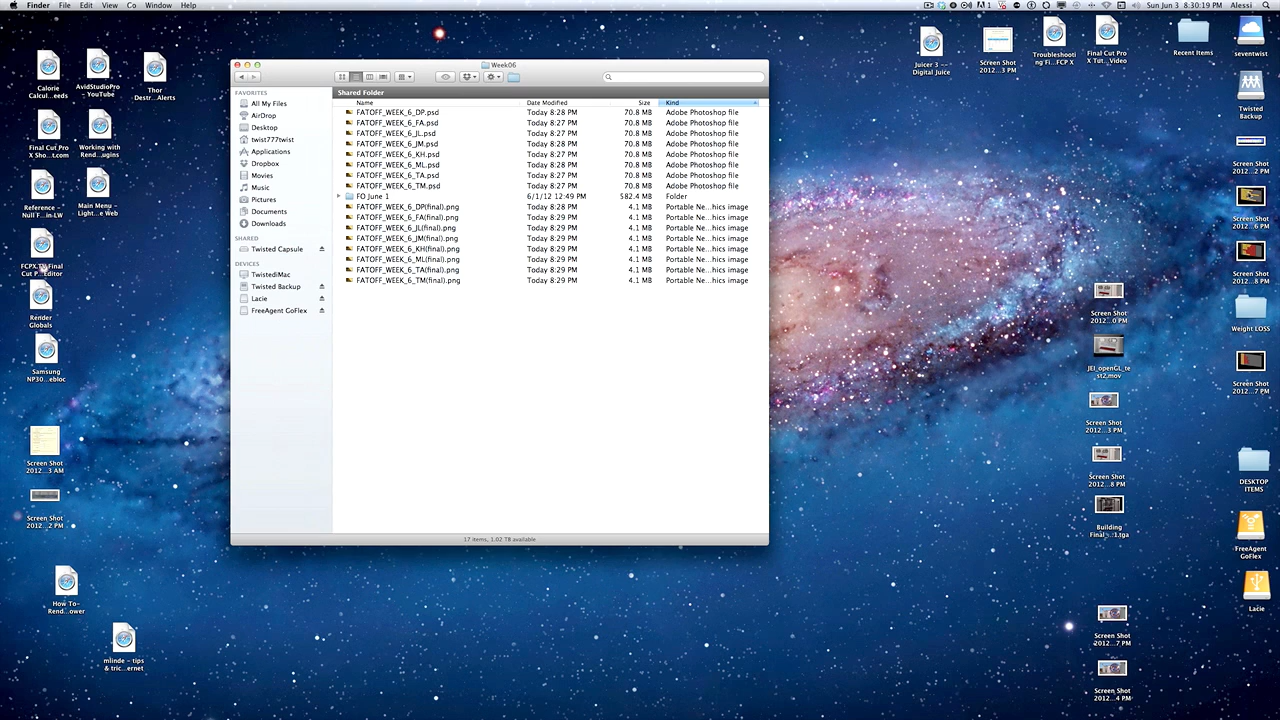 Finder File Edit View Co Window Help
1
Sun Jun 3 8:30:19 PM Alessi
Week06
Shared Folder
FAVORITES
All My Files
AirDrop
Desktop
twist777twist
Applications
Dropbox
Movies
Music
Pictures
Documents
Downloads
SHARED
Twisted Capsule
DEVICES
TwistediMac
Twisted Backup
Lacie
FreeAgent GoFlex
Name Date Modified Size Kind
FATOFF_WEEK_6_DP.psd Today 8:28 PM 70.8 MB Adobe Photoshop file
FATOFF_WEEK_6_FA.psd Today 8:28 PM 70.8 MB Adobe Photoshop file
FATOFF_WEEK_6_JL.psd Today 8:27 PM 70.8 MB Adobe Photoshop file
FATOFF_WEEK_6_JM.psd Today 8:28 PM 70.8 MB Adobe Photoshop file
FATOFF_WEEK_6_KH.psd Today 8:27 PM 70.8 MB Adobe Photoshop file
FATOFF_WEEK_6_ML.psd Today 8:28 PM 70.8 MB Adobe Photoshop file
FATOFF_WEEK_6_TA.psd Today 8:27 PM 70.8 MB Adobe Photoshop file
FATOFF_WEEK_6_TM.psd Today 8:27 PM 70.8 MB Adobe Photoshop file
FO June 1 6/1/12 12:49 PM 582.4 MB Folder
FATOFF_WEEK_6_DP(final).png Today 8:28 PM 4.1 MB Portable Ne...hics image
FATOFF_WEEK_6_FA(final).png Today 8:29 PM 4.1 MB Portable Ne...hics image
FATOFF_WEEK_6_JL(final).png Today 8:29 PM 4.1 MB Portable Ne...hics image
FATOFF_WEEK_6_JM(final).png Today 8:29 PM 4.1 MB Portable Ne...hics image
FATOFF_WEEK_6_KH(final).png Today 8:29 PM 4.1 MB Portable Ne...hics image
FATOFF_WEEK_6_ML(final).png Today 8:29 PM 4.1 MB Portable Ne...hics image
FATOFF_WEEK_6_TA(final).png Today 8:29 PM 4.1 MB Portable Ne...hics image
FATOFF_WEEK_6_TM(final).png Today 8:29 PM 4.1 MB Portable Ne...hics image
17 items, 1.02 TB available
Calorie
Calcul...eeds
AvidStudioPro -
YouTube
Thor
Destr...Alerts
Final Cut Pro
X Sho...t.com
Working with
Rend...ugins
Reference -
Null F...n-LW
Main Menu -
Light...e Web
FCPX.TV Final
Cut P... Editor
Render
Globals
Samsung
NP30...ebloc
Screen Shot
2012...3 AM
Screen Shot
2012...2 PM
How To-
Rend...ower
mlinde - tips
& tric...ernet
Juicer 3 --
Digital Juice
Screen Shot
2012...3 PM
Troubleshooti
ng Fi...FCP X
Final Cut Pro
X Tut...Video
Recent Items
seventwist
Twisted
Backup
Screen Shot
2012...2 PM
Screen Shot
2012...6 PM
Screen Shot
2012...8 PM
Screen Shot
2012...0 PM
Weight LOSS
JEI_openGL_te
st2.mov
Screen Shot
2012...7 PM
Screen Shot
2012...3 PM
Screen Shot
2012...8 PM
DESKTOP
ITEMS
Building
Final_...1.tga
FreeAgent
GoFlex
Lacie
Screen Shot
2012...7 PM
Screen Shot
2012...4 PM